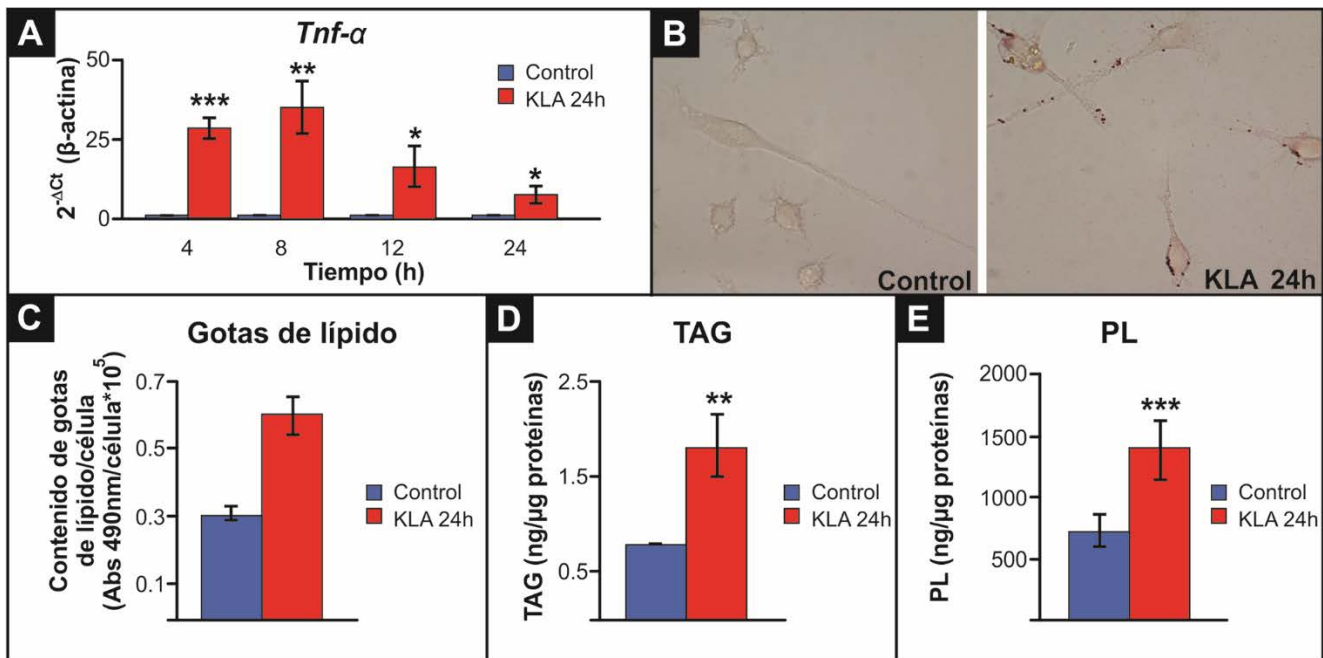 A
Tnf-α
50
25
0
2^-ΔCt (β-actina)
***
**
*
*
Control
KLA 24h
4 8 12 24
Tiempo (h)
B
Control
KLA 24h
C
Gotas de lípido
Contenido de gotas
de lípido/célula
(Abs 490nm/célula*10^5
0.7
0.5
0.3
0.1
Control
KLA 24h
D
TAG
TAG (ng/µg proteínas)
2.5
1.5
0.5
**
Control
KLA 24h
E
PL
PL (ng/µg proteínas)
2000
1500
1000
500
***
Control
KLA 24h